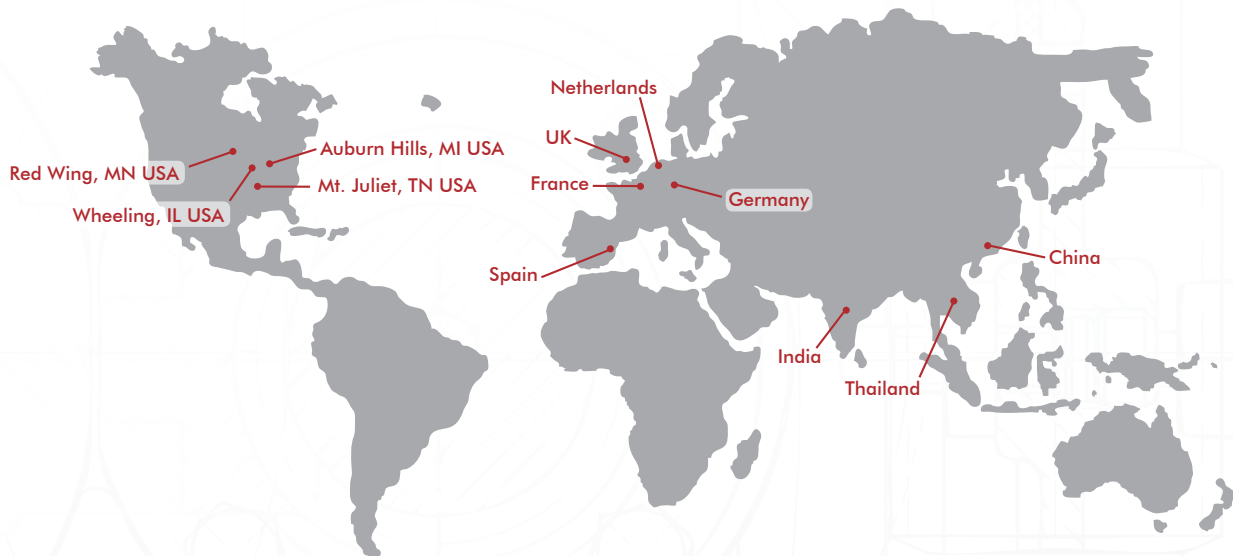 Netherlands
UK
Auburn Hills, MI USA
Red Wing, MN USA
France
Mt. Juliet, TN USA
Germany
Wheeling, IL USA
China
Spain
India
Thailand